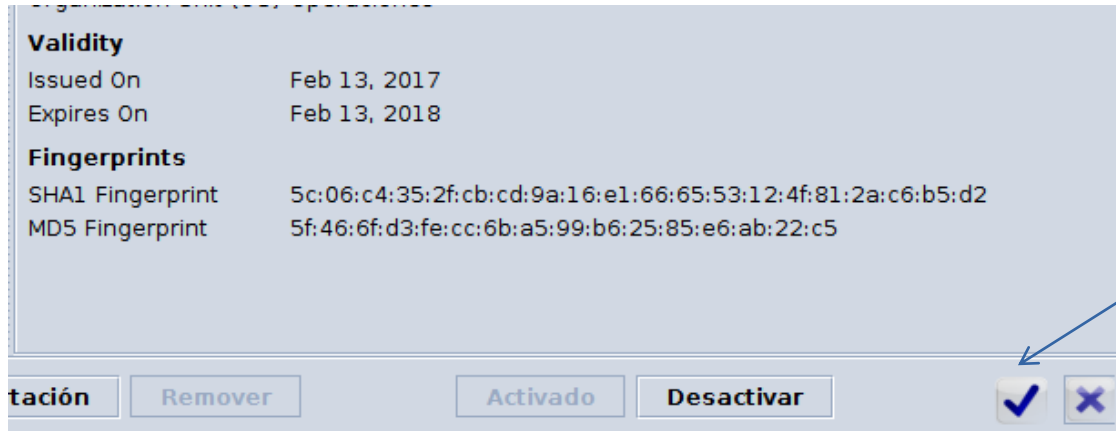 Validity
Issued On Feb 13, 2017
Expires On Feb 13, 2018
Fingerprints
SHA1 Fingerprint 5c:06:c4:35:2f:cb:cd:9a:16:e1:66:65:53:12:4f:81:2a:c6:b5:d2
MD5 Fingerprint 5f:46:6f:d3:fe:cc:6b:a5:99:b6:25:85:e6:ab:22:c5
tación Remover Activado Desactivar